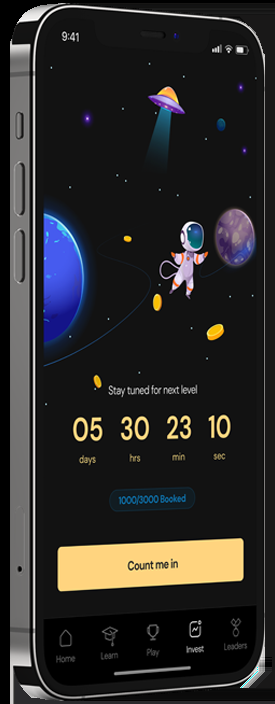 9:41
Stay tuned for next level
05 30 23 10
days hrs min sec
1000/3000 Booked
Count me in
Home Learn Play Invest Leaders